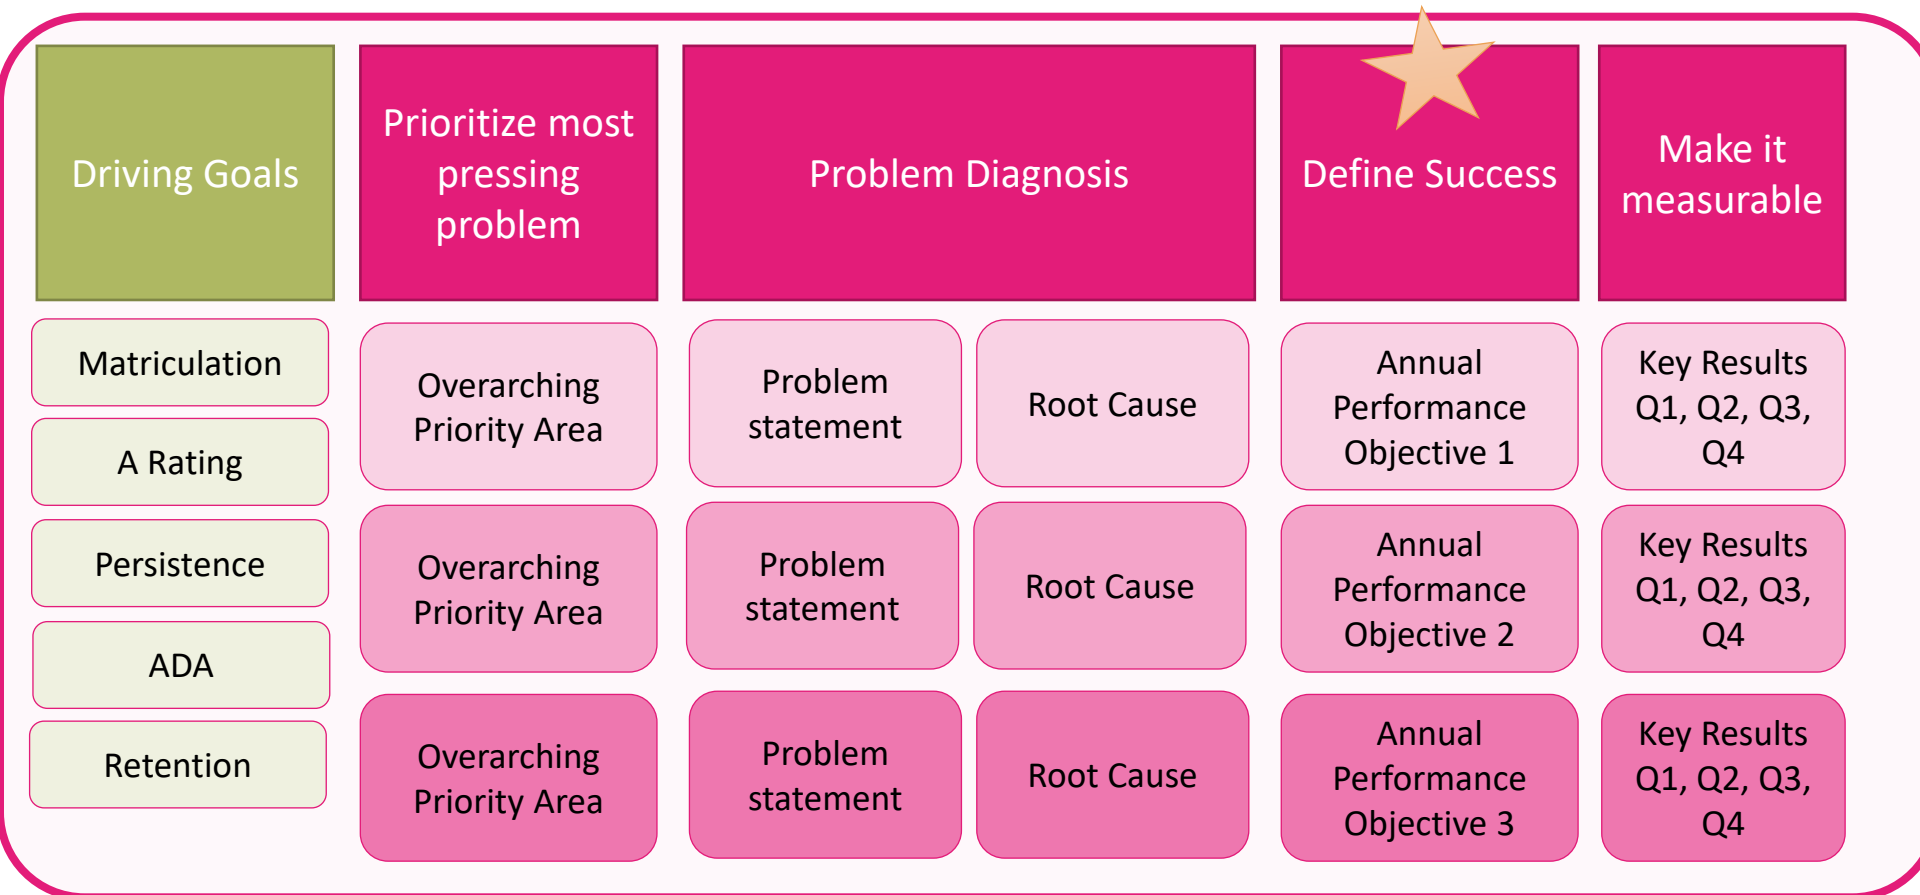 Driving Goals
Prioritize most
pressing
problem
Problem Diagnosis
Define Success
Make it
measurable
Matriculation
A Rating
Persistence
ADA
Retention
Overarching
Priority Area
Problem
statement
Root Cause
Annual
Performance
Objective 1
Key Results
Q1, Q2, Q3,
Q4
Overarching
Priority Area
Problem
statement
Root Cause
Annual
Performance
Objective 2
Key Results
Q1, Q2, Q3,
Q4
Overarching
Priority Area
Problem
statement
Root Cause
Annual
Performance
Objective 3
Key Results
Q1, Q2, Q3,
Q4